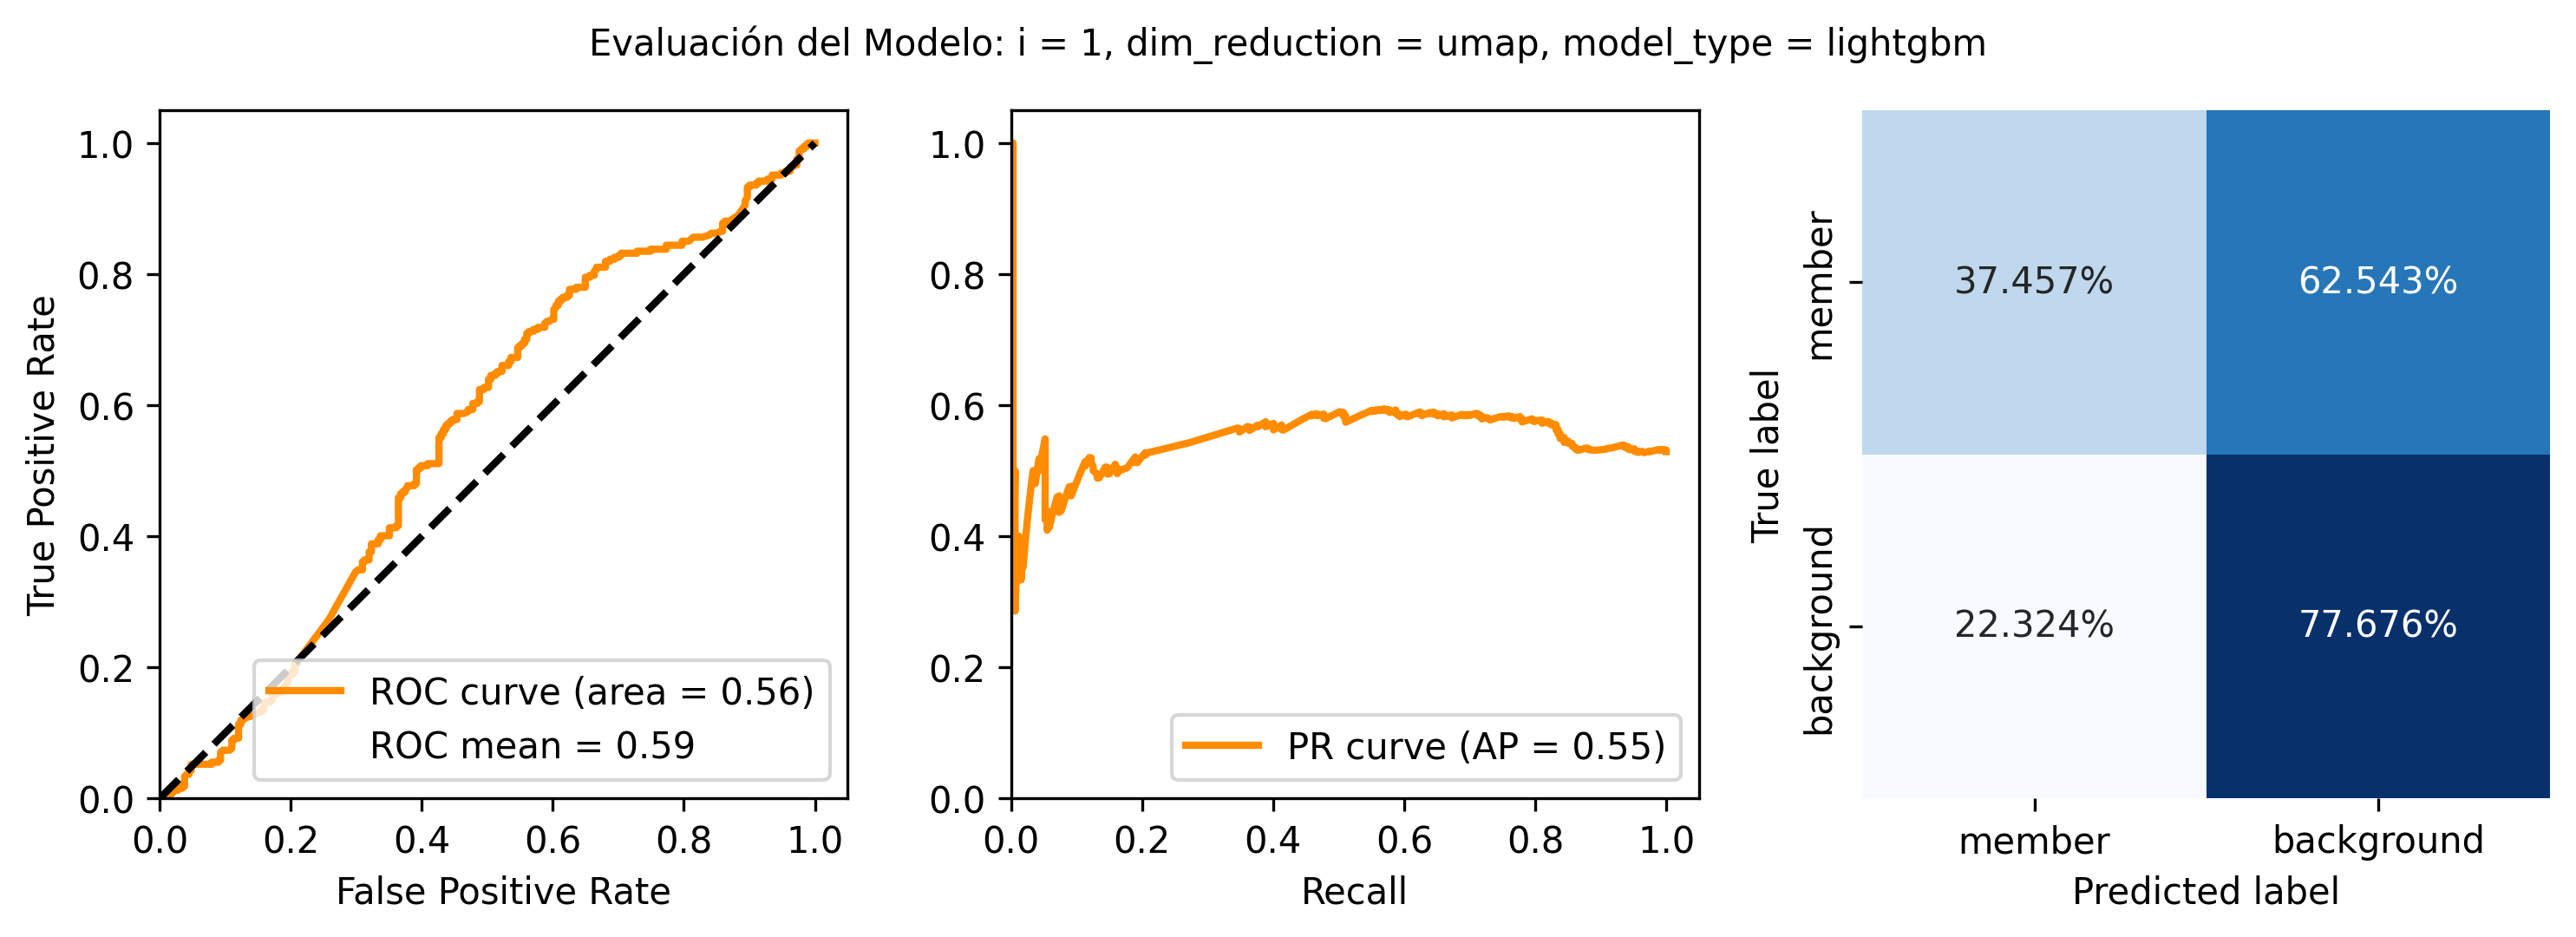 Evaluación del Modelo: i = 1, dim_reduction = umap, model_type = lightgbm
True Positive Rate
1.0
0.8
0.6
0.4
0.2
0.0
0.0 0.2 0.4 0.6 0.8 1.0
False Positive Rate
ROC curve (area = 0.56)
ROC mean = 0.59
1.0
0.8
0.6
0.4
0.2
0.0
0.0 0.2 0.4 0.6 0.8 1.0
Recall
PR curve (AP = 0.55)
True label
member
background
37.457% 62.543%
22.324% 77.676%
member background
Predicted label